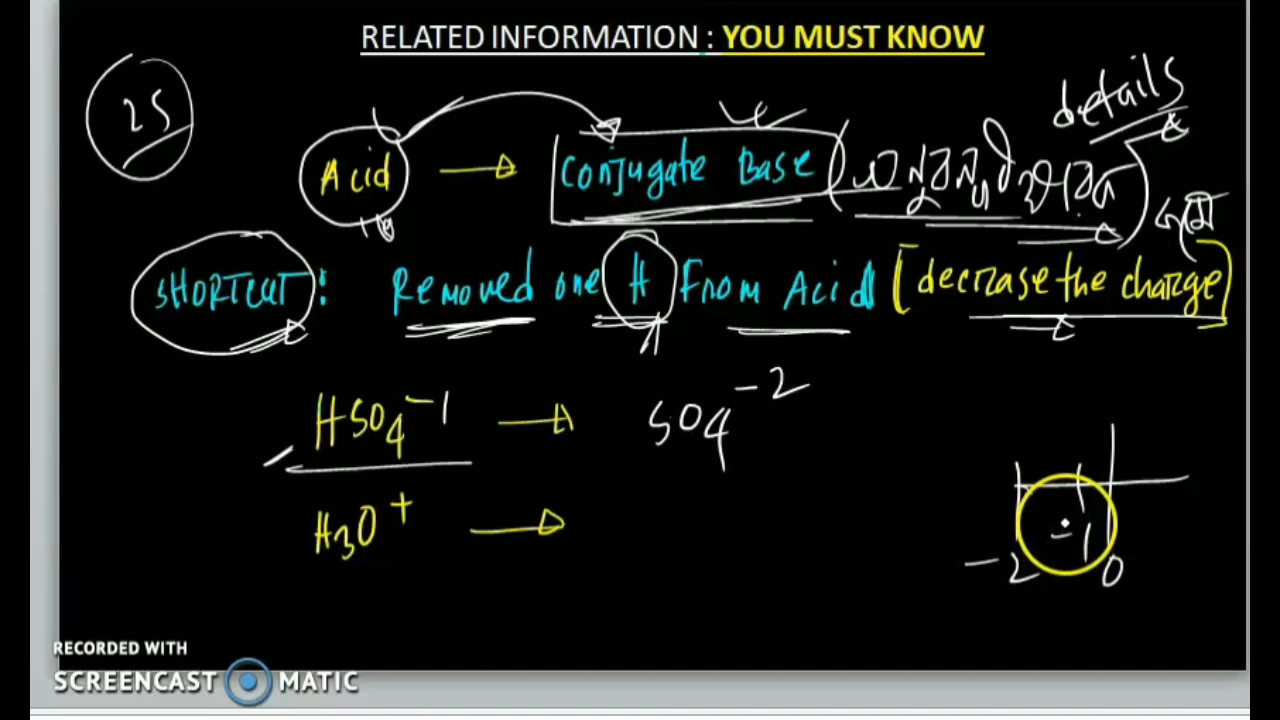 RELATED INFORMATION : YOU MUST KNOW
25
details
Acid → Conjugate Base
SHORTCUT : Removed one H From Acid [decrease the charge]
HSO4^-1 → SO4^-2
H3O^+ →
-2 -1 0
RECORDED WITH
SCREENCAST MATIC